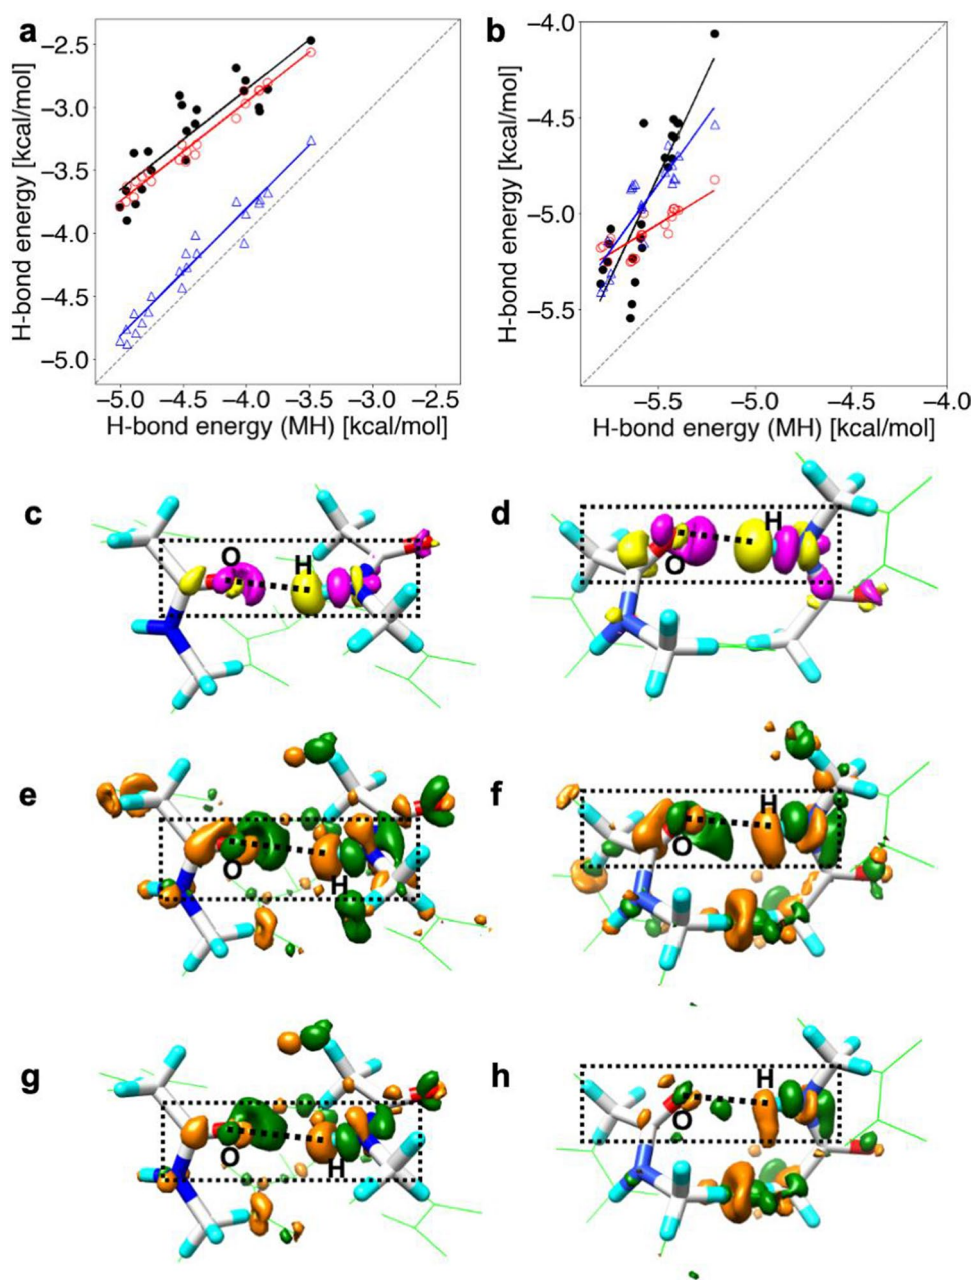 a
b
−2.5
−3.0
−3.5
−4.0
−4.5
−5.0
H-bond energy [kcal/mol]
−5.0 −4.5 −4.0 −3.5 −3.0 −2.5
H-bond energy (MH) [kcal/mol]
−4.0
−4.5
−5.0
−5.5
H-bond energy [kcal/mol]
−5.5 −5.0 −4.5 −4.0
H-bond energy (MH) [kcal/mol]
c
O
H
d
O
H
e
O
H
f
O
H
g
O
H
h
O
H